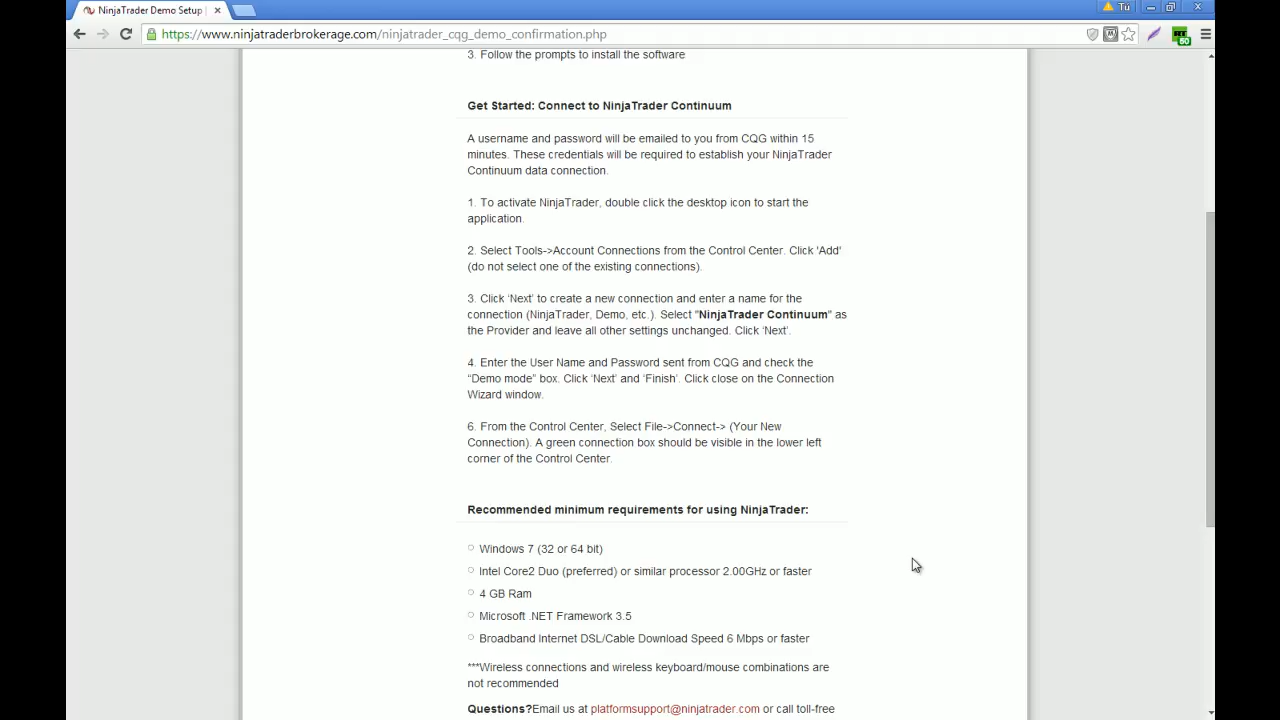 NinjaTrader Demo Setup |
Tu
https://www.ninjatraderbrokerage.com/ninjatrader_cqg_demo_confirmation.php
50
3. Follow the prompts to install the software
Get Started: Connect to NinjaTrader Continuum
A username and password will be emailed to you from CQG within 15
minutes. These credentials will be required to establish your NinjaTrader
Continuum data connection.
1. To activate NinjaTrader, double click the desktop icon to start the
application.
2. Select Tools->Account Connections from the Control Center. Click 'Add'
(do not select one of the existing connections).
3. Click ‘Next’ to create a new connection and enter a name for the
connection (NinjaTrader, Demo, etc.). Select "NinjaTrader Continuum" as
the Provider and leave all other settings unchanged. Click ‘Next’.
4. Enter the User Name and Password sent from CQG and check the
“Demo mode” box. Click ‘Next’ and ‘Finish’. Click close on the Connection
Wizard window.
6. From the Control Center, Select File->Connect-> (Your New
Connection). A green connection box should be visible in the lower left
corner of the Control Center.
Recommended minimum requirements for using NinjaTrader:
Windows 7 (32 or 64 bit)
Intel Core2 Duo (preferred) or similar processor 2.00GHz or faster
4 GB Ram
Microsoft .NET Framework 3.5
Broadband Internet DSL/Cable Download Speed 6 Mbps or faster
***Wireless connections and wireless keyboard/mouse combinations are
not recommended
Questions?Email us at platformsupport@ninjatrader.com or call toll-free